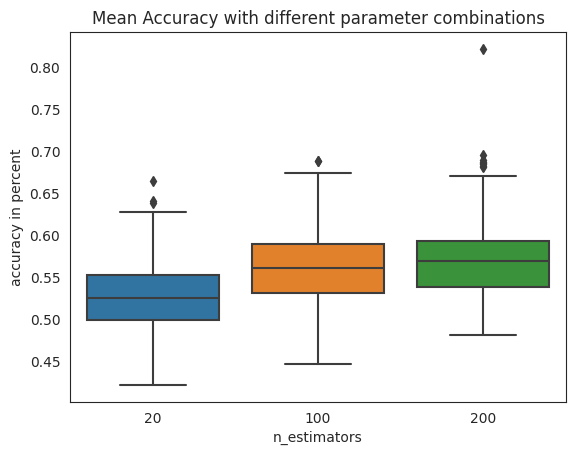 Mean Accuracy with different parameter combinations
0.80
0.75
0.70
0.65
0.60
0.55
0.50
0.45
accuracy in percent
20 100 200
n_estimators